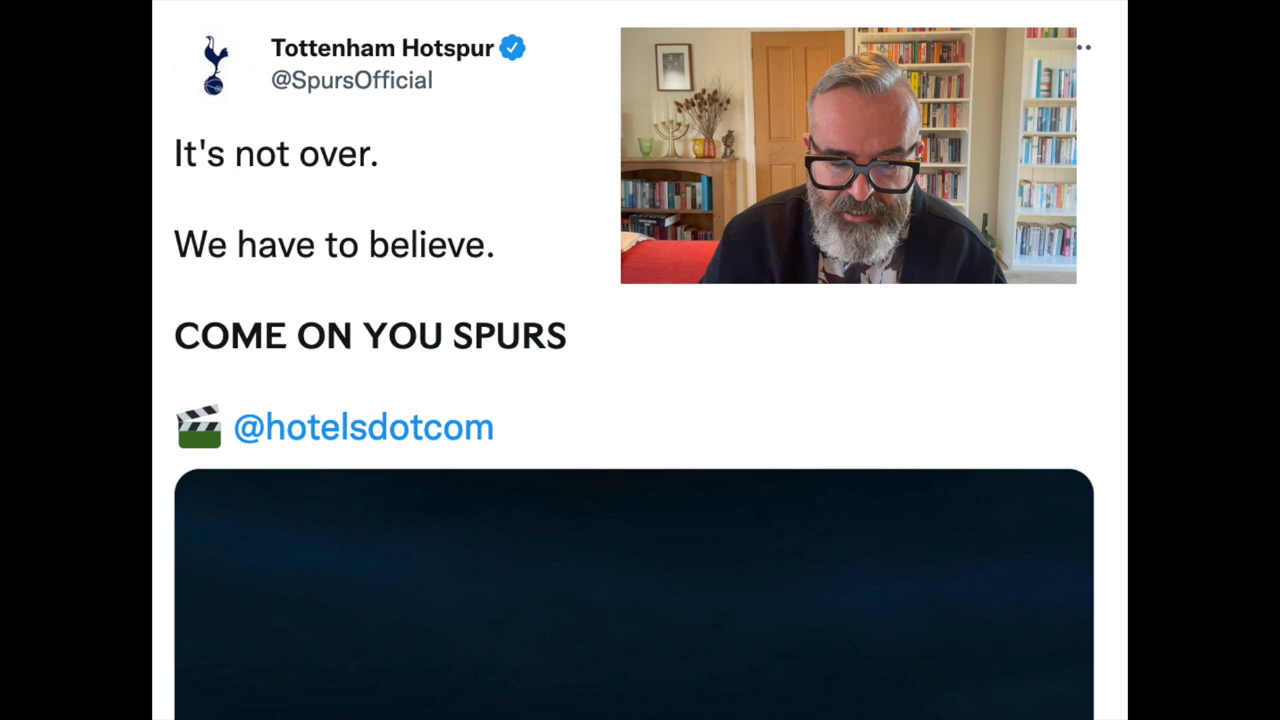 Tottenham Hotspur
@SpursOfficial
It's not over.
We have to believe.
COME ON YOU SPURS
@hotelsdotcom